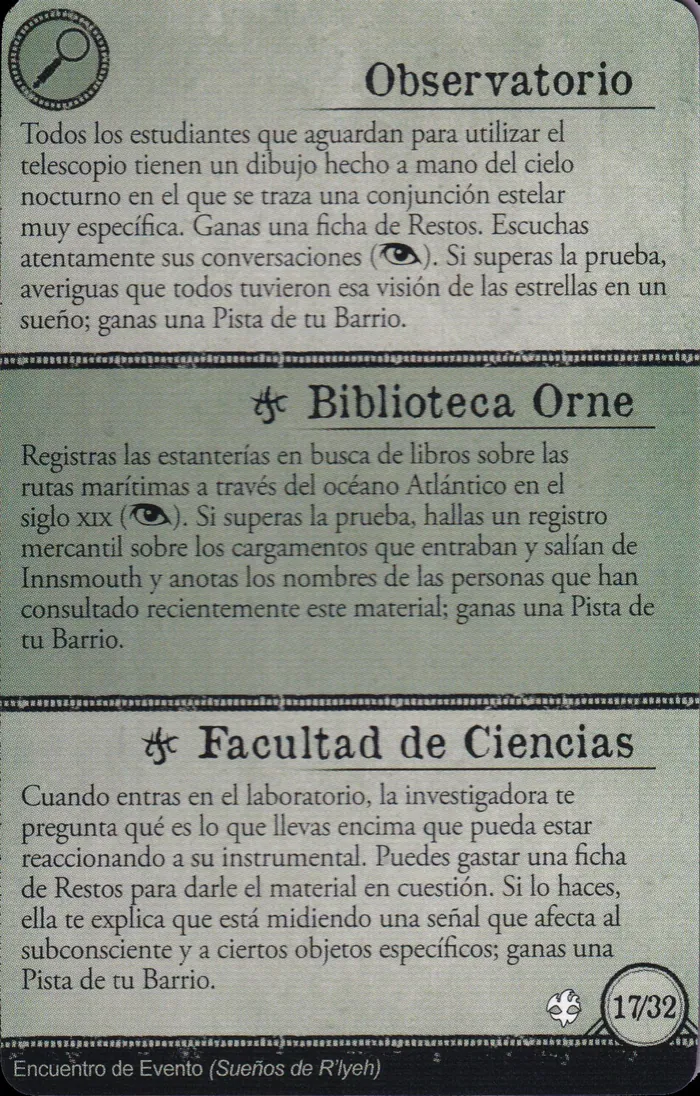 Observatorio
Todos los estudiantes que aguardan para utilizar el
telescopio tienen un dibujo hecho a mano del cielo
nocturno en el que se traza una conjunción estelar
muy específica. Ganas una ficha de Restos. Escuchas
atentamente sus conversaciones (). Si superas la prueba,
averiguas que todos tuvieron esa visión de las estrellas en un
sueño; ganas una Pista de tu Barrio.
Biblioteca Orne
Registras las estanterías en busca de libros sobre las
rutas marítimas a través del océano Atlántico en el
siglo XIX (). Si superas la prueba, hallas un registro
mercantil sobre los cargamentos que entraban y salían de
Innsmouth y anotas los nombres de las personas que han
consultado recientemente este material; ganas una Pista de
tu Barrio.
Facultad de Ciencias
Cuando entras en el laboratorio, la investigadora te
pregunta qué es lo que llevas encima que pueda estar
reaccionando a su instrumental. Puedes gastar una ficha
de Restos para darle el material en cuestión. Si lo haces,
ella te explica que está midiendo una señal que afecta al
subconsciente y a ciertos objetos específicos; ganas una
Pista de tu Barrio.
17/32
Encuentro de Evento (Sueños de R'lyeh)